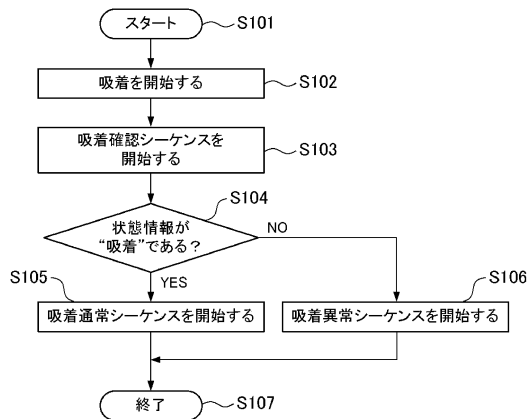 スタート
S101
吸着を開始する
S102
吸着確認シーケンスを
開始する
S103
状態情報が
“吸着”である？
S104
NO
YES
S105
吸着通常シーケンスを開始する
S106
吸着異常シーケンスを開始する
終了
S107